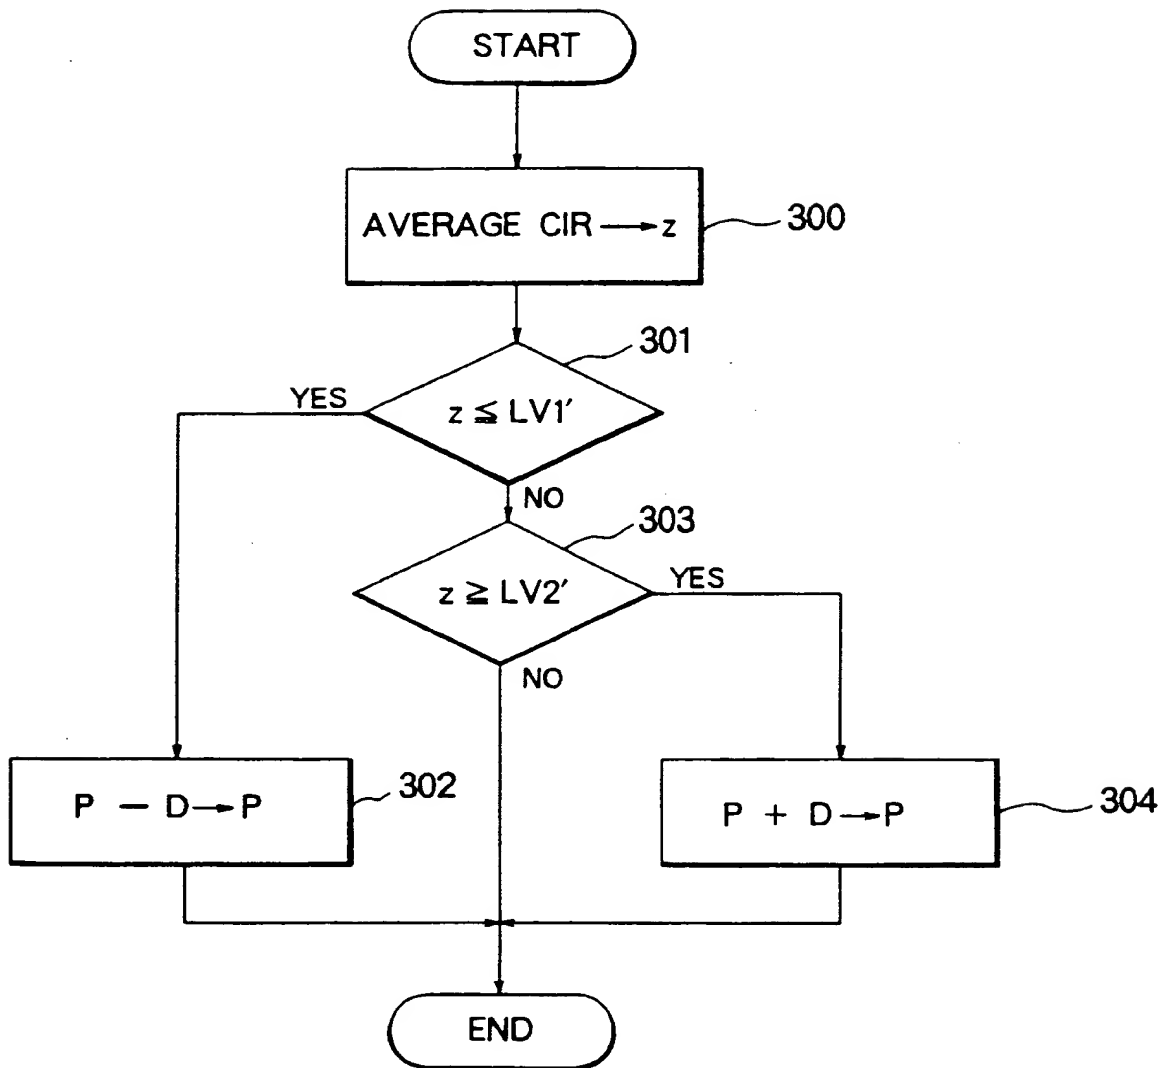 START
AVERAGE CIR → z
300
301
YES
z ≦ LV1′
NO
303
z ≧ LV2′
YES
NO
P − D → P
302
P + D → P
304
END